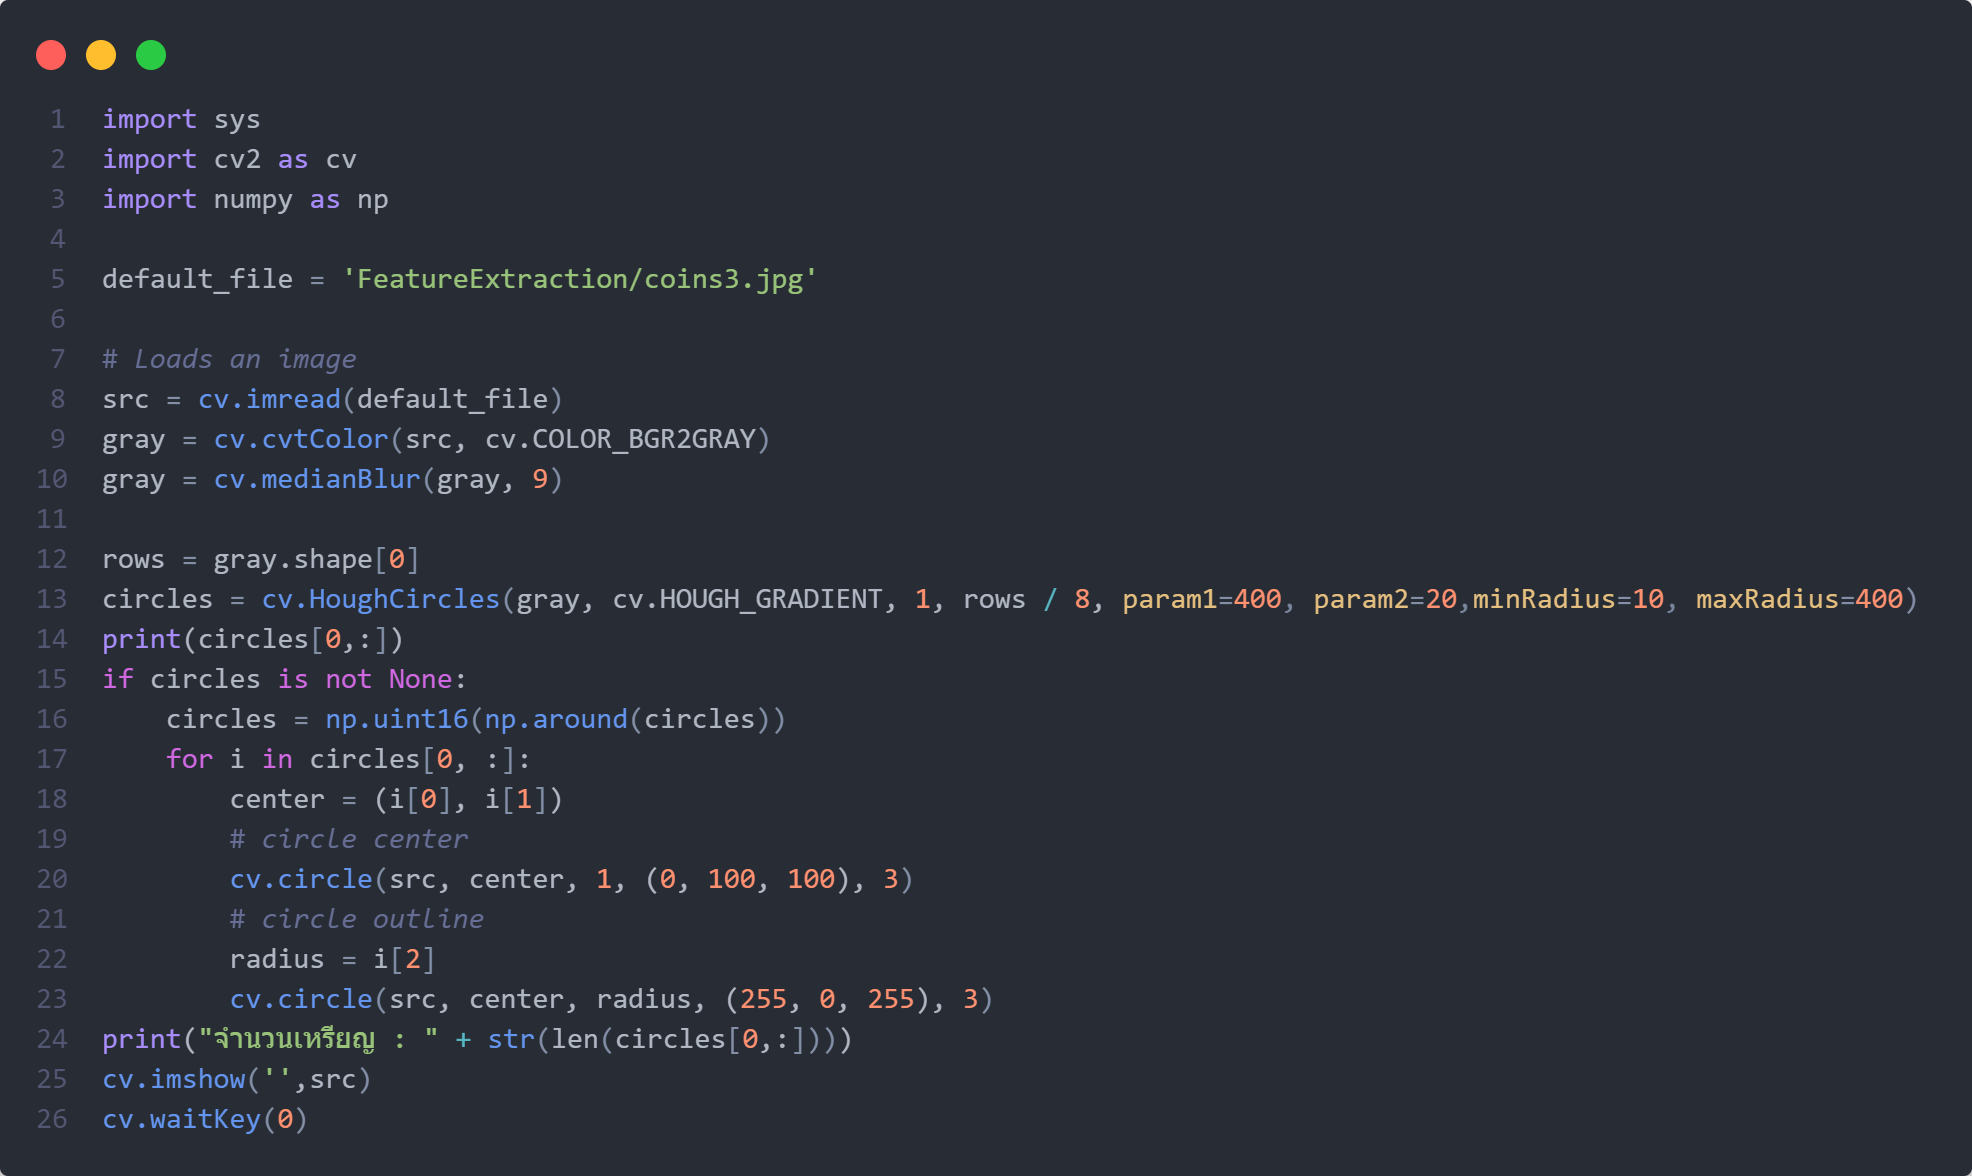 1 import sys
2 import cv2 as cv
3 import numpy as np
4
5 default_file = 'FeatureExtraction/coins3.jpg'
6
7 # Loads an image
8 src = cv.imread(default_file)
9 gray = cv.cvtColor(src, cv.COLOR_BGR2GRAY)
10 gray = cv.medianBlur(gray, 9)
11
12 rows = gray.shape[0]
13 circles = cv.HoughCircles(gray, cv.HOUGH_GRADIENT, 1, rows / 8, param1=400, param2=20,minRadius=10, maxRadius=400)
14 print(circles[0,:])
15 if circles is not None:
16     circles = np.uint16(np.around(circles))
17     for i in circles[0, :]:
18         center = (i[0], i[1])
19         # circle center
20         cv.circle(src, center, 1, (0, 100, 100), 3)
21         # circle outline
22         radius = i[2]
23         cv.circle(src, center, radius, (255, 0, 255), 3)
24 print("จำนวนเหรียญ : " + str(len(circles[0,:])))
25 cv.imshow('',src)
26 cv.waitKey(0)